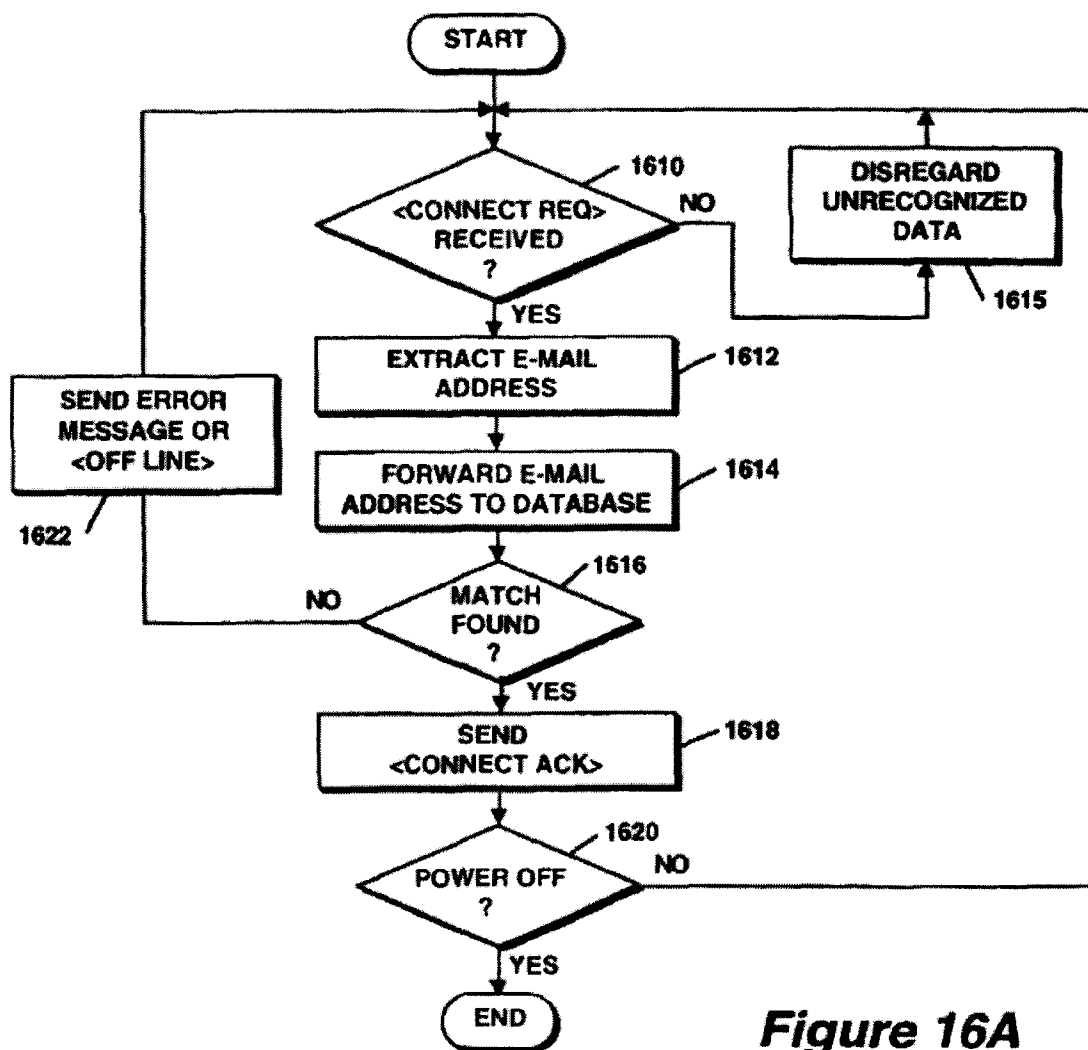 START
1610
<CONNECT REQ>
RECEIVED
?
NO
YES
DISREGARD
UNRECOGNIZED
DATA
1615
EXTRACT E-MAIL
ADDRESS
1612
SEND ERROR
MESSAGE OR
<OFF LINE>
1622
FORWARD E-MAIL
ADDRESS TO DATABASE
1614
1616
MATCH
FOUND
?
NO
YES
SEND
<CONNECT ACK>
1618
1620
POWER OFF
?
NO
YES
END
Figure 16A